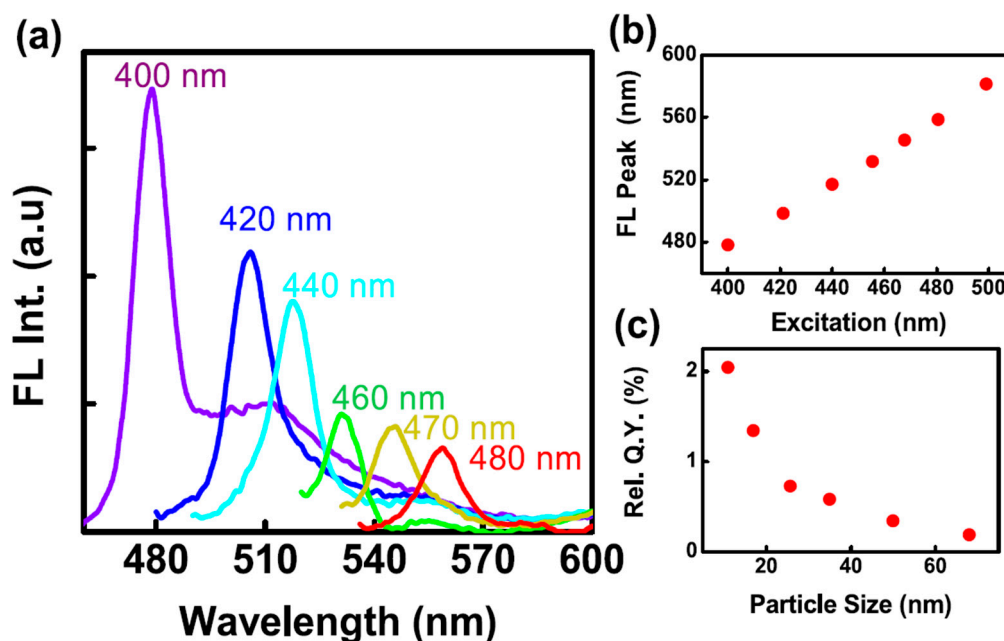 (a)
400 nm
420 nm
440 nm
460 nm
470 nm
480 nm
FL Int. (a.u)
480 510 540 570 600
Wavelength (nm)
(b)
600
560
520
480
FL Peak (nm)
400 420 440 460 480 500
Excitation (nm)
(c)
2
1
0
Rel. Q.Y. (%)
20 40 60
Particle Size (nm)